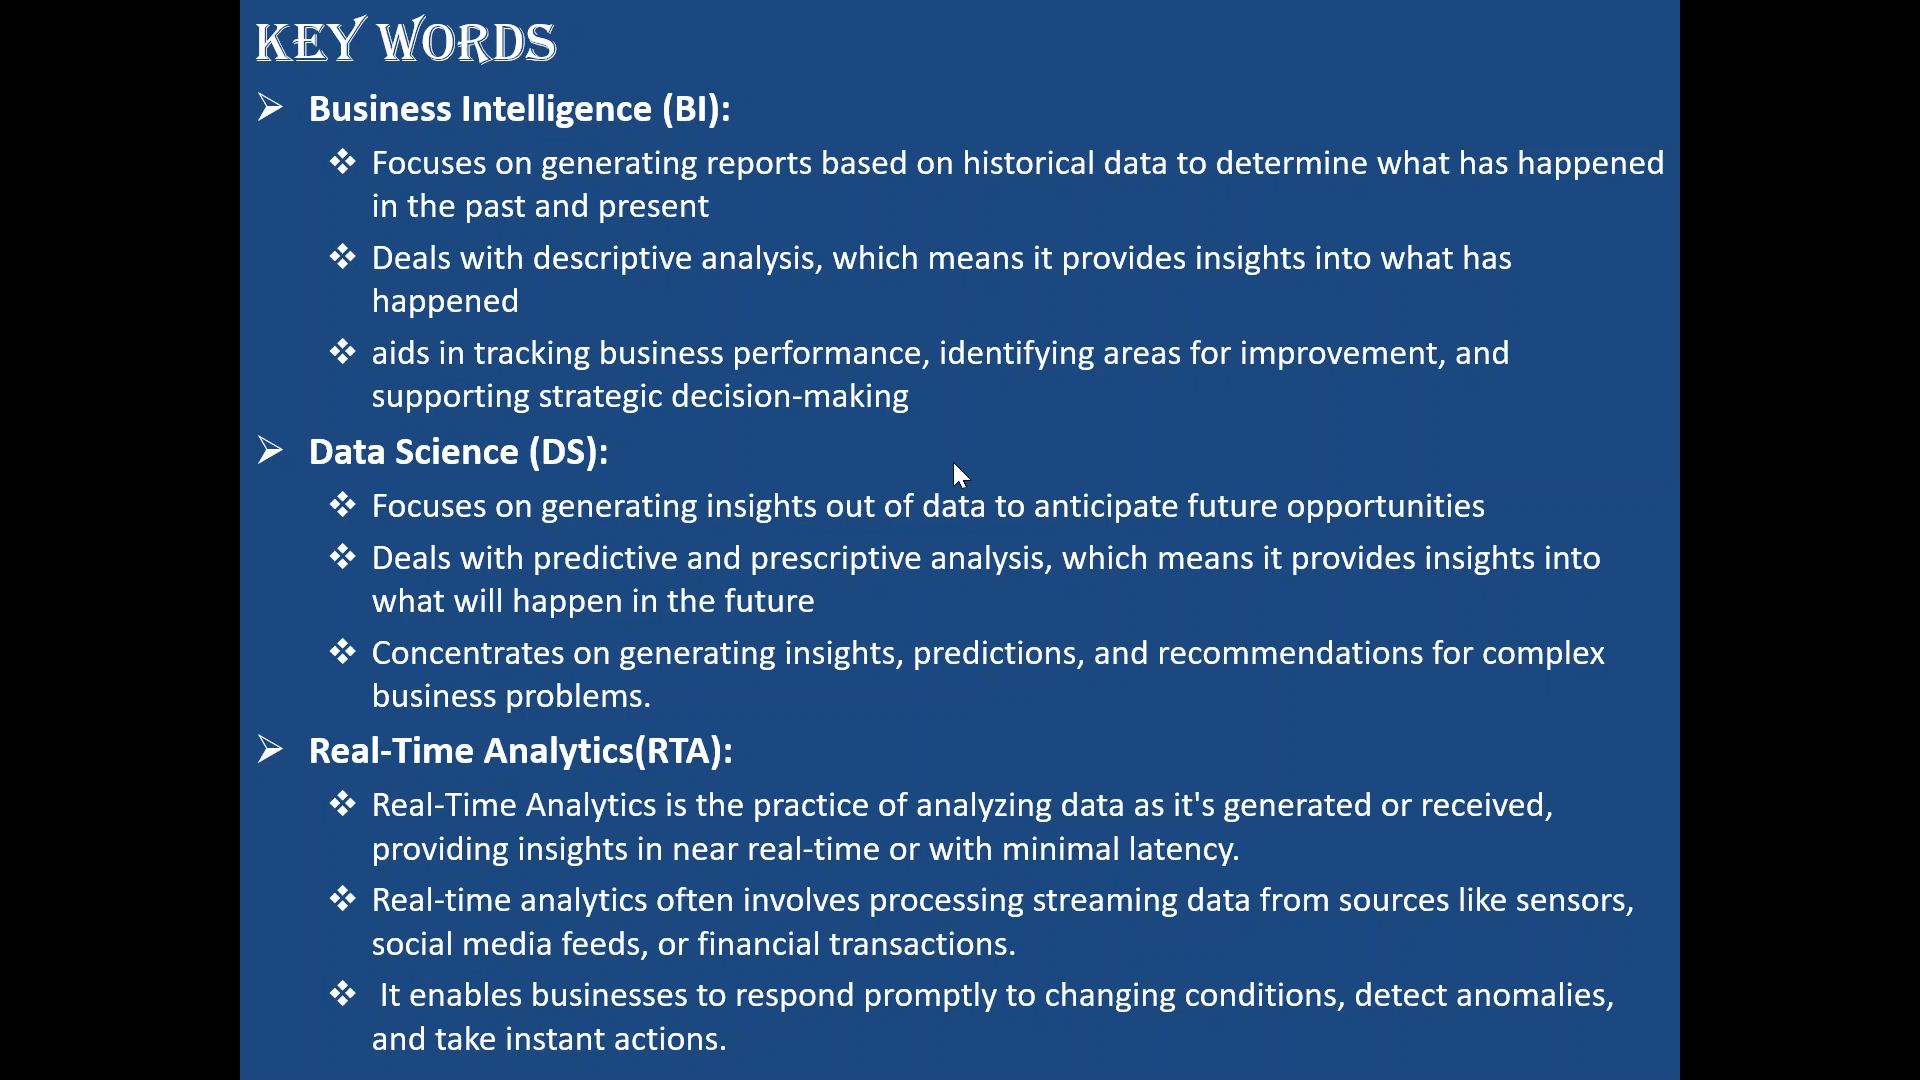 KEY WORDS
Business Intelligence (BI):
Focuses on generating reports based on historical data to determine what has happened
in the past and present
Deals with descriptive analysis, which means it provides insights into what has
happened
aids in tracking business performance, identifying areas for improvement, and
supporting strategic decision-making
Data Science (DS):
Focuses on generating insights out of data to anticipate future opportunities
Deals with predictive and prescriptive analysis, which means it provides insights into
what will happen in the future
Concentrates on generating insights, predictions, and recommendations for complex
business problems.
Real-Time Analytics(RTA):
Real-Time Analytics is the practice of analyzing data as it's generated or received,
providing insights in near real-time or with minimal latency.
Real-time analytics often involves processing streaming data from sources like sensors,
social media feeds, or financial transactions.
It enables businesses to respond promptly to changing conditions, detect anomalies,
and take instant actions.